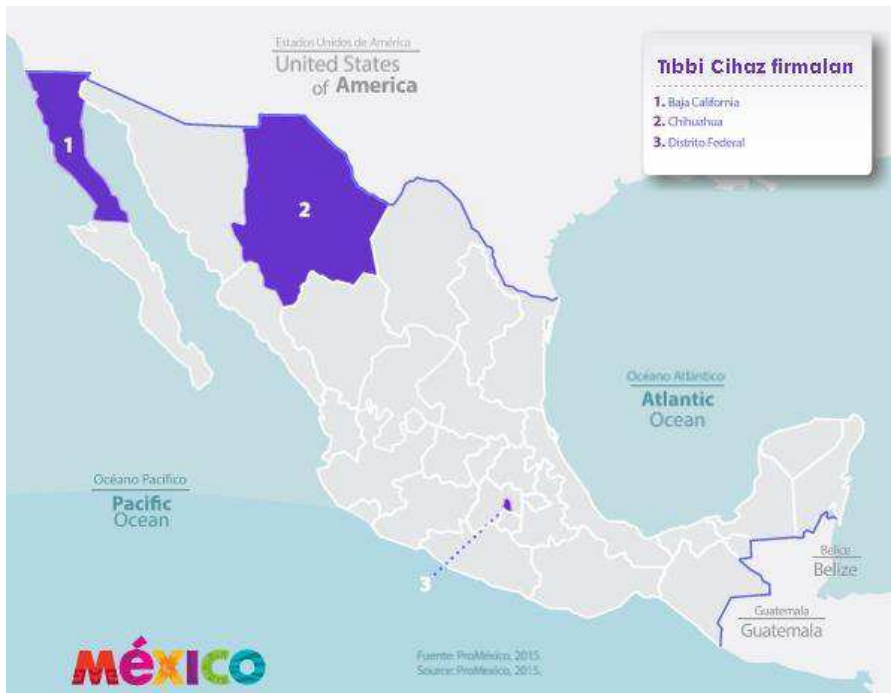 Estados Unidos de América
United States
of America
Tıbbi Cihaz firmalan
1. Baja California
2. Chihuahua
3. Distrito Federal
1
2
Océano Atlántico
Atlantic
Ocean
Océano Pacífico
Pacific
Ocean
3
Belice
Belize
Guatemala
Guatemala
méxico
Fuente: ProMéxico, 2015.
Source: ProMexico, 2015.